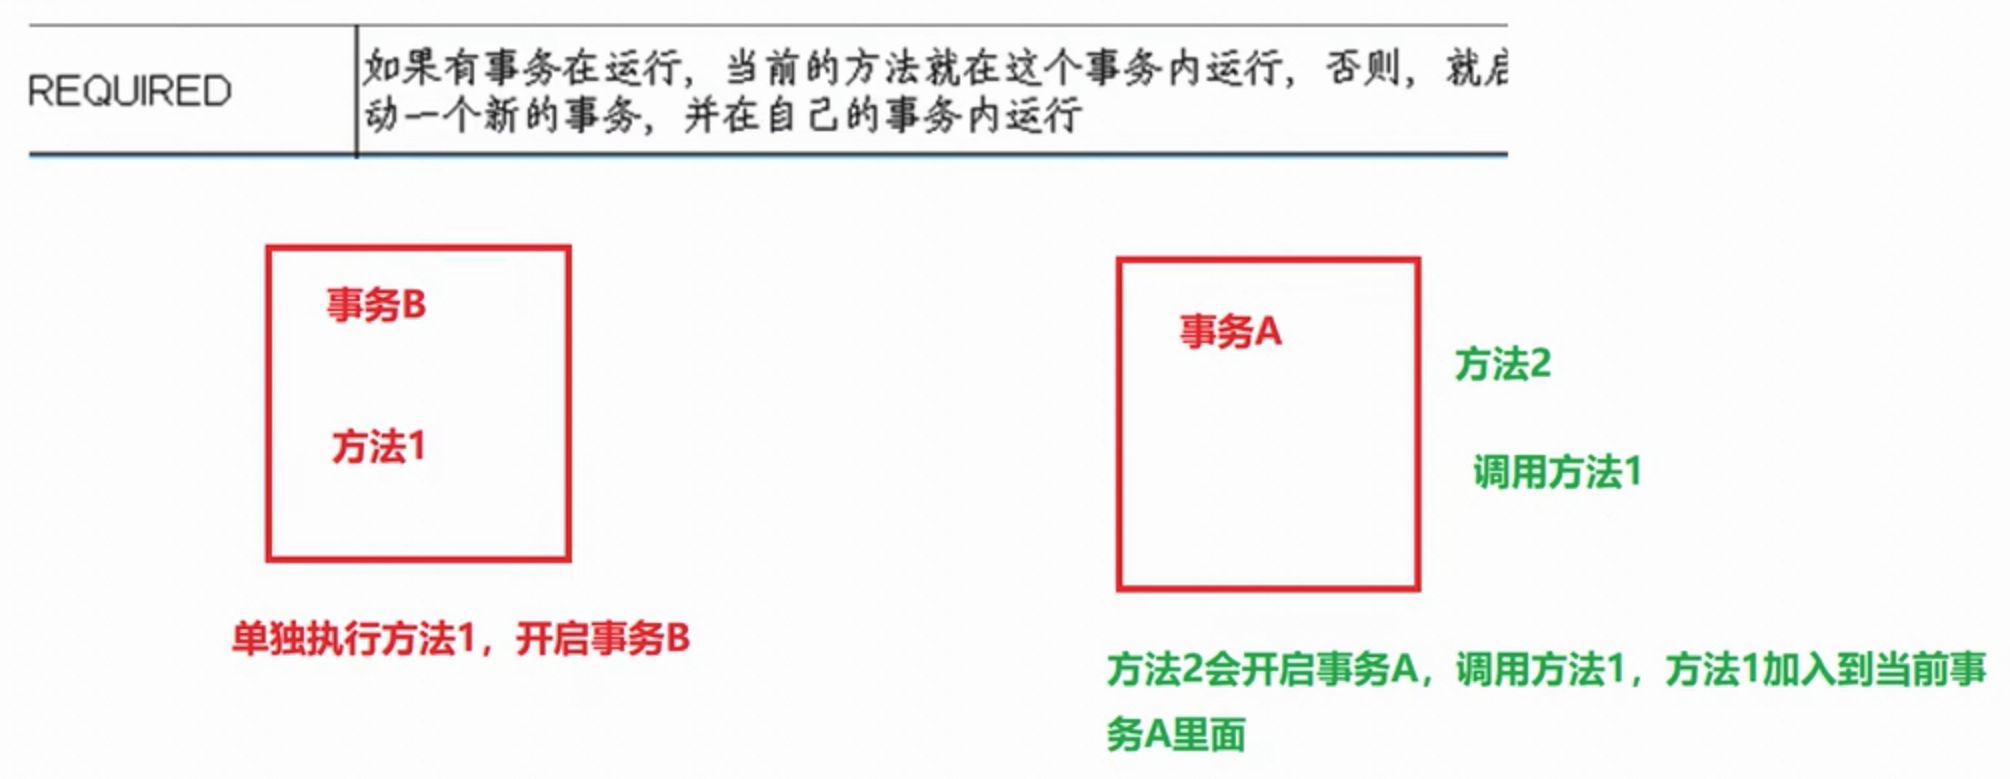 REQUIRED
如果有事务在运行，当前的方法就在这个事务内运行，否则，就启
动一个新的事务，并在自己的事务内运行
事务B
方法1
单独执行方法1，开启事务B
事务A
方法2
调用方法1
方法2会开启事务A，调用方法1，方法1加入到当前事
务A里面